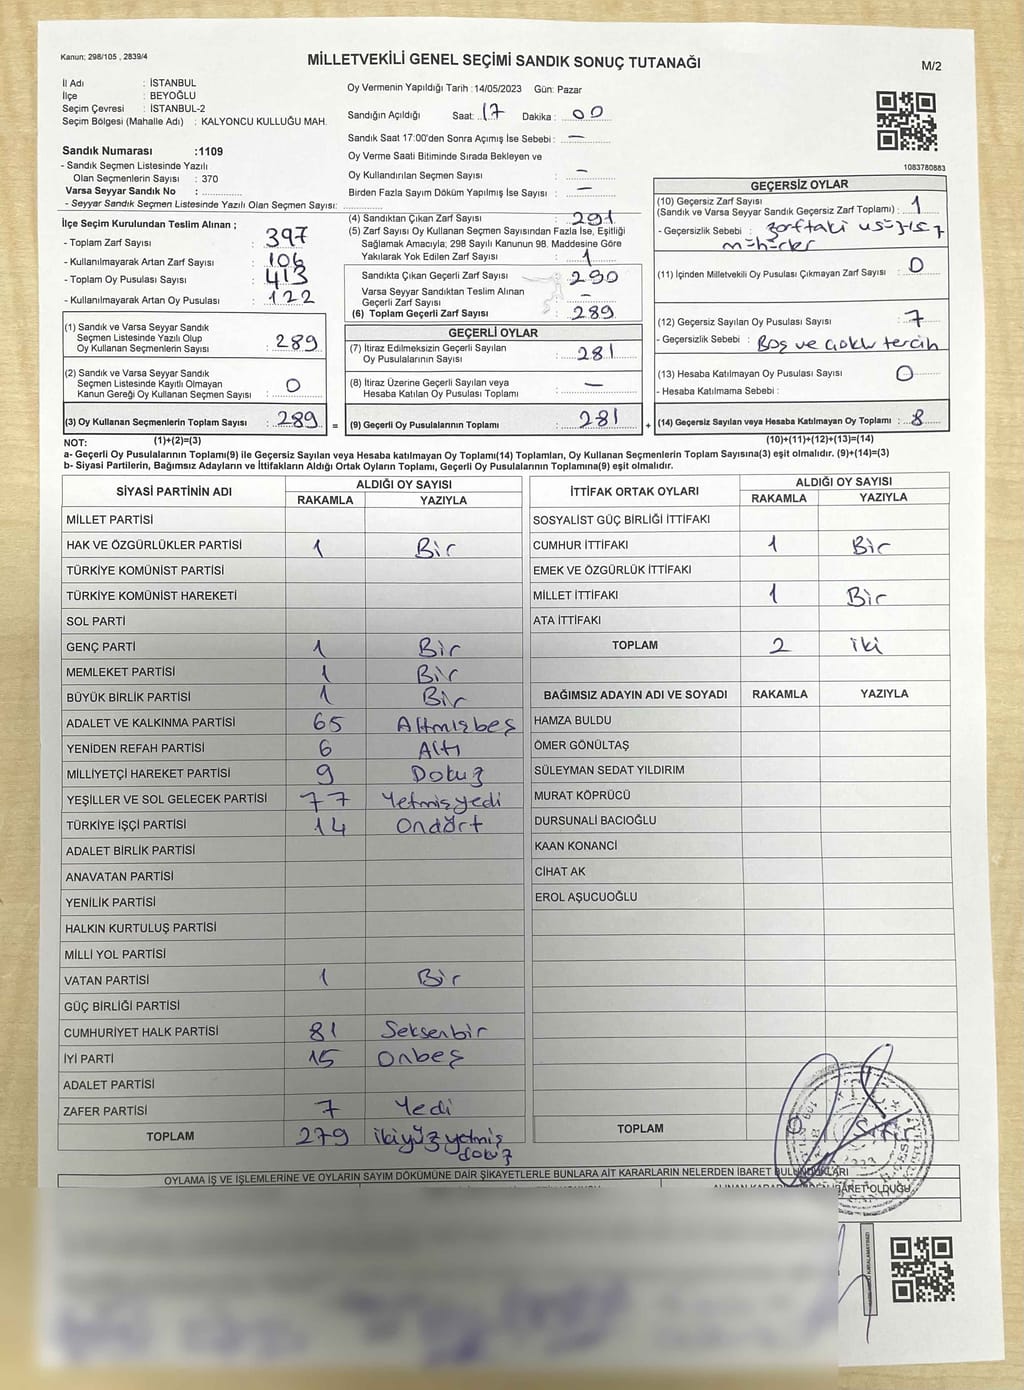 Kanun; 298/105 , 2839/4
MİLLETVEKİLİ GENEL SEÇİMİ SANDIK SONUÇ TUTANAĞI
M/2
İl Adı : İSTANBUL
İlçe : BEYOĞLU
Seçim Çevresi : İSTANBUL-2
Seçim Bölgesi (Mahalle Adı) : KALYONCU KULLUĞU MAH.
Sandık Numarası :1109
- Sandık Seçmen Listesinde Yazılı
Olan Seçmenlerin Sayısı : 370
Varsa Seyyar Sandık No :
- Seyyar Sandık Seçmen Listesinde Yazılı Olan Seçmen Sayısı:
Oy Vermenin Yapıldığı Tarih :14/05/2023 Gün: Pazar
Sandığın Açıldığı Saat: 17 Dakika : 00
Sandık Saat 17:00'den Sonra Açımış İse Sebebi : —
Oy Verme Saati Bitiminde Sırada Bekleyen ve
Oy Kullandırılan Seçmen Sayısı : —
Birden Fazla Sayım Döküm Yapılmış İse Sayısı : —
1083780883
İlçe Seçim Kurulundan Teslim Alınan ;
- Toplam Zarf Sayısı : 397
- Kullanılmayarak Artan Zarf Sayısı : 106
- Toplam Oy Pusulası Sayısı : 413
- Kullanılmayarak Artan Oy Pusulası : 122
(1) Sandık ve Varsa Seyyar Sandık
Seçmen Listesinde Yazılı Olup
Oy Kullanan Seçmenlerin Sayısı : 289
(2) Sandık ve Varsa Seyyar Sandık
Seçmen Listesinde Kayıtlı Olmayan
Kanun Gereği Oy Kullanan Seçmen Sayısı : 0
(3) Oy Kullanan Seçmenlerin Toplam Sayısı : 289 =
(4) Sandıktan Çıkan Zarf Sayısı : 291
(5) Zarf Sayısı Oy Kullanan Seçmen Sayısından Fazla İse, Eşitliği
Sağlamak Amacıyla; 298 Sayılı Kanunun 98. Maddesine Göre
Yakılarak Yok Edilen Zarf Sayısı : 1
Sandıkta Çıkan Geçerli Zarf Sayısı : 290
Varsa Seyyar Sandıktan Teslim Alınan
Geçerli Zarf Sayısı : —
(6) Toplam Geçerli Zarf Sayısı : 289
GEÇERLİ OYLAR
(7) İtiraz Edilmeksizin Geçerli Sayılan
Oy Pusulalarının Sayısı : 281
(8) İtiraz Üzerine Geçerli Sayılan veya
Hesaba Katılan Oy Pusulası Toplamı : —
(9) Geçerli Oy Pusulalarının Toplamı : 281 +
GEÇERSİZ OYLAR
(10) Geçersiz Zarf Sayısı
(Sandık ve Varsa Seyyar Sandık Geçersiz Zarf Toplamı) : 1
- Geçersizlik Sebebi : zarftaki
mühürler
(11) İçinden Milletvekili Oy Pusulası Çıkmayan Zarf Sayısı : 0
(12) Geçersiz Sayılan Oy Pusulası Sayısı : 7
- Geçersizlik Sebebi : Boş ve çoklu tercih
(13) Hesaba Katılmayan Oy Pusulası Sayısı : 0
- Hesaba Katılmama Sebebi :
(14) Geçersiz Sayılan veya Hesaba Katılmayan Oy Toplamı : 8
NOT: (1)+(2)=(3)
(10)+(11)+(12)+(13)=(14)
a- Geçerli Oy Pusulalarının Toplamı(9) ile Geçersiz Sayılan veya Hesaba katılmayan Oy Toplamı(14) Toplamları, Oy Kullanan Seçmenlerin Toplam Sayısına(3) eşit olmalıdır. (9)+(14)=(3)
b- Siyasi Partilerin, Bağımsız Adayların ve İttifakların Aldığı Ortak Oyların Toplamı, Geçerli Oy Pusulalarının Toplamına(9) eşit olmalıdır.
SİYASİ PARTİNİN ADI ALDIĞI OY SAYISI
RAKAMLA YAZIYLA
MİLLET PARTİSİ
HAK VE ÖZGÜRLÜKLER PARTİSİ 1 Bir
TÜRKİYE KOMÜNİST PARTİSİ
TÜRKİYE KOMÜNİST HAREKETİ
SOL PARTİ
GENÇ PARTİ 1 Bir
MEMLEKET PARTİSİ 1 Bir
BÜYÜK BİRLİK PARTİSİ 1 Bir
ADALET VE KALKINMA PARTİSİ 65 Altmışbeş
YENİDEN REFAH PARTİSİ 6 Altı
MİLLİYETÇİ HAREKET PARTİSİ 9 Dokuz
YEŞİLLER VE SOL GELECEK PARTİSİ 77 Yetmişyedi
TÜRKİYE İŞÇİ PARTİSİ 14 Ondört
ADALET BİRLİK PARTİSİ
ANAVATAN PARTİSİ
YENİLİK PARTİSİ
HALKIN KURTULUŞ PARTİSİ
MİLLİ YOL PARTİSİ
VATAN PARTİSİ 1 Bir
GÜÇ BİRLİĞİ PARTİSİ
CUMHURİYET HALK PARTİSİ 81 Seksenbir
İYİ PARTİ 15 Onbeş
ADALET PARTİSİ
ZAFER PARTİSİ 7 Yedi
TOPLAM 279 ikiyüzyetmiş
dokuz
İTTİFAK ORTAK OYLARI ALDIĞI OY SAYISI
RAKAMLA YAZIYLA
SOSYALİST GÜÇ BİRLİĞİ İTTİFAKI
CUMHUR İTTİFAKI 1 Bir
EMEK VE ÖZGÜRLÜK İTTİFAKI
MİLLET İTTİFAKI 1 Bir
ATA İTTİFAKI
TOPLAM 2 iki
BAĞIMSIZ ADAYIN ADI VE SOYADI RAKAMLA YAZIYLA
HAMZA BULDU
ÖMER GÖNÜLTAŞ
SÜLEYMAN SEDAT YILDIRIM
MURAT KÖPRÜCÜ
DURSUNALİ BACIOĞLU
KAAN KONANCİ
CİHAT AK
EROL AŞUCUOĞLU
TOPLAM
OYLAMA İŞ VE İŞLEMLERİNE VE OYLARIN SAYIM DÖKÜMÜNE DAİR ŞİKAYETLERLE BUNLARA AİT KARARLARIN NELERDEN İBARET BULUNDUKLARI